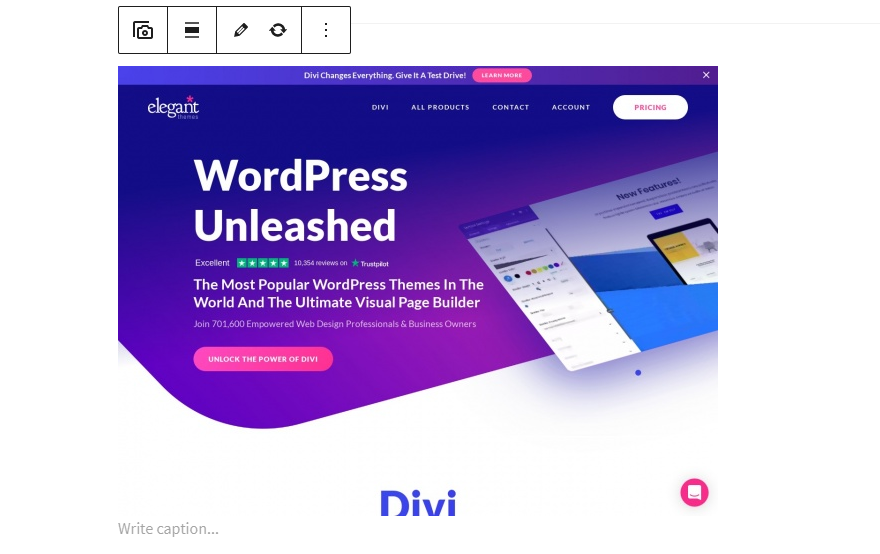 Divi Changes Everything. Give It A Test Drive! LEARN MORE
elegant themes
DIVI ALL PRODUCTS CONTACT ACCOUNT PRICING
WordPress
Unleashed
Excellent 10,354 reviews on Trustpilot
The Most Popular WordPress Themes In The
World And The Ultimate Visual Page Builder
Join 701,600 Empowered Web Design Professionals & Business Owners
UNLOCK THE POWER OF DIVI
New Features!
Divi
Write caption...